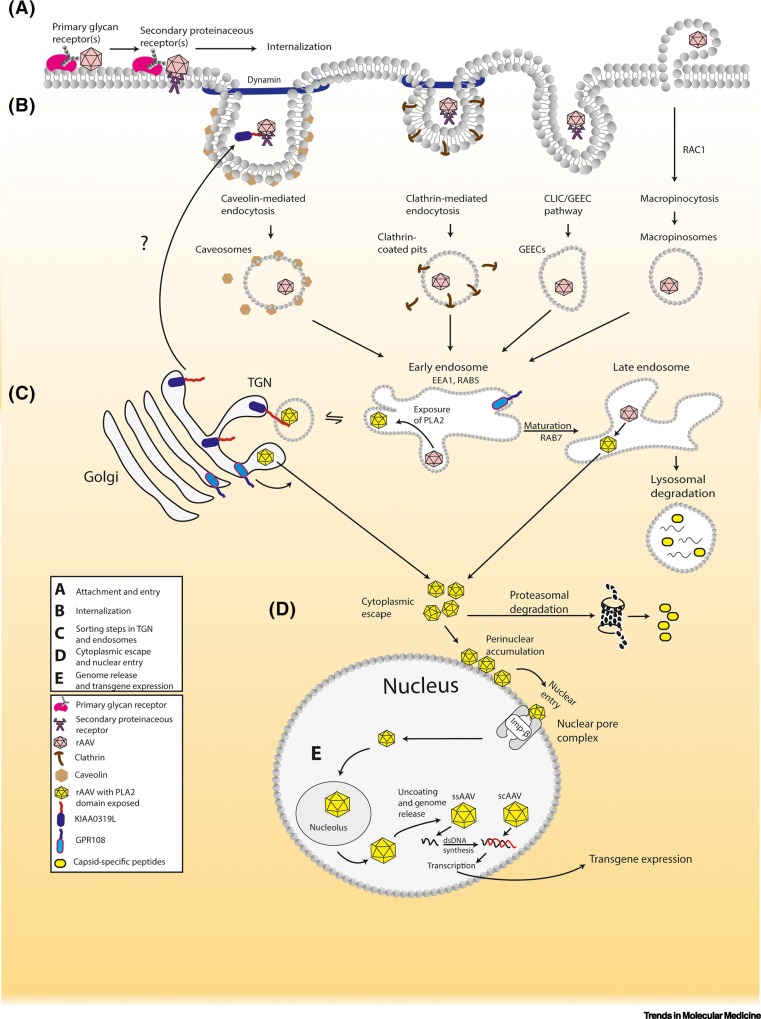 (A)
Primary glycan
receptor(s)
Secondary proteinaceous
receptor(s)
Internalization
Dynamin
(B)
RAC1
Caveolin-mediated
endocytosis
Clathrin-mediated
endocytosis
CLIC/GEEC
pathway
Macropinocytosis
?
Caveosomes
Clathrin-
coated pits
GEECs
Macropinosomes
(C)
TGN
Early endosome
EEA1, RAB5
Late endosome
Exposure
of PLA2
Maturation
RAB7
Golgi
Lysosomal
degradation
A Attachment and entry
B Internalization
C Sorting steps in TGN
and endosomes
D Cytoplasmic escape
and nuclear entry
E Genome release
and transgene expression
(D)
Cytoplasmic
escape
Proteasomal
degradation
Perinuclear
accumulation
Nucleus
Nuclear
entry
Imp-β
Nuclear pore
complex
E
Primary glycan receptor
Secondary proteinaceous
receptor
rAAV
Clathrin
Caveolin
rAAV with PLA2
domain exposed
KIAA0319L
GPR108
Capsid-specific peptides
Nucleolus
Uncoating
and genome
release
ssAAV
scAAV
dsDNA
synthesis
Transcription
Transgene expression
Trends in Molecular Medicine